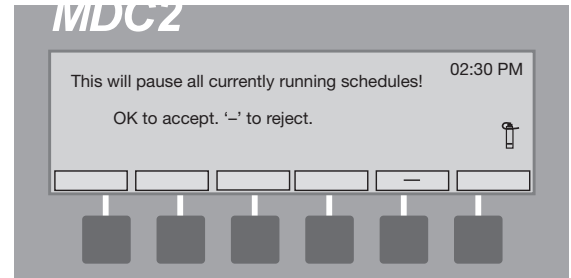 MDC2
02:30 PM
This will pause all currently running schedules!
OK to accept. ‘–’ to reject.
—